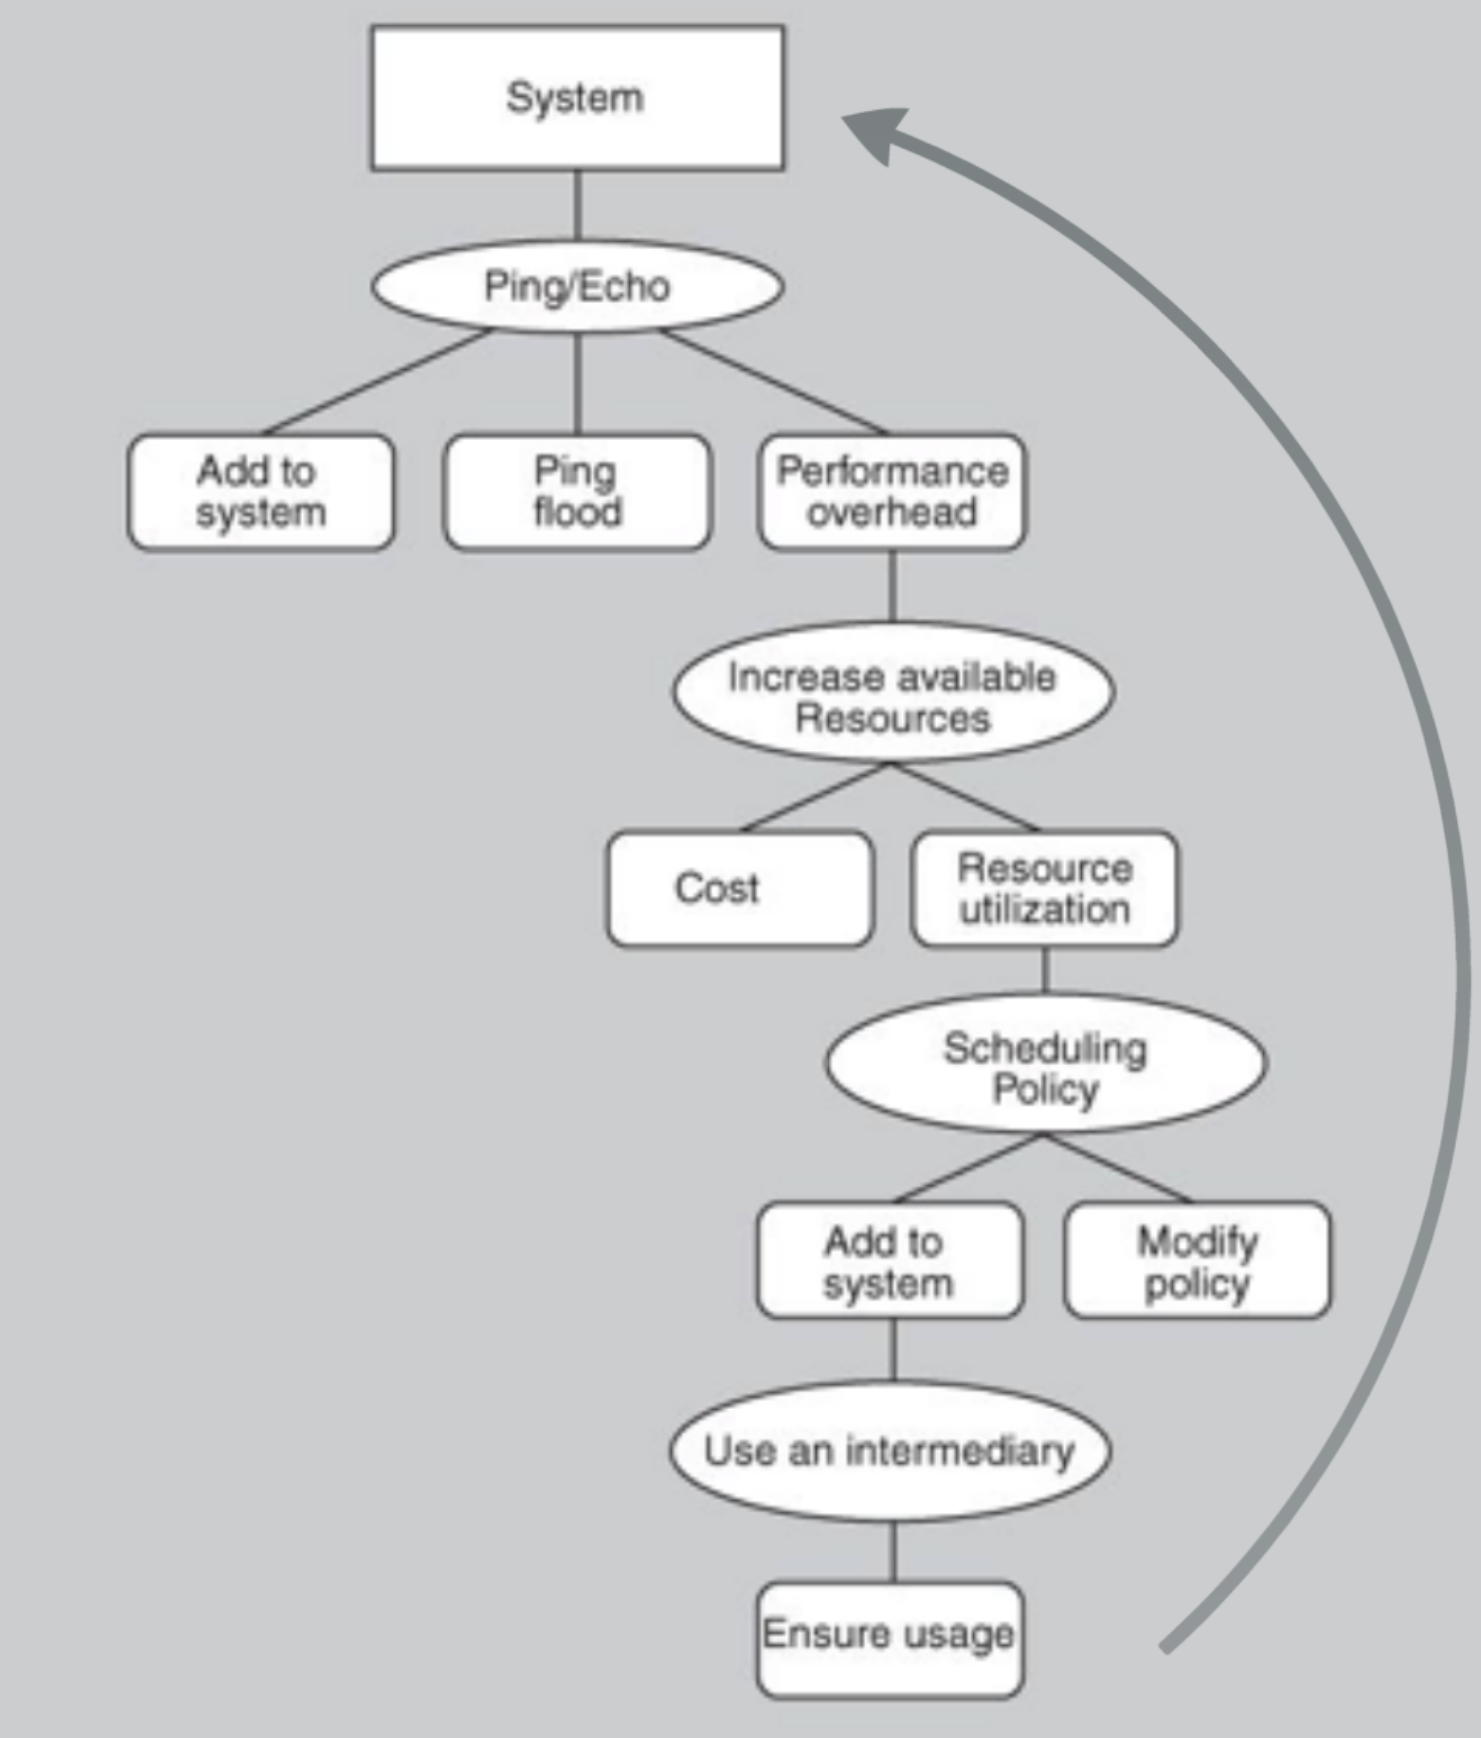 System
Ping/Echo
Add to
system
Ping
flood
Performance
overhead
Increase available
Resources
Cost
Resource
utilization
Scheduling
Policy
Add to
system
Modify
policy
Use an intermediary
Ensure usage